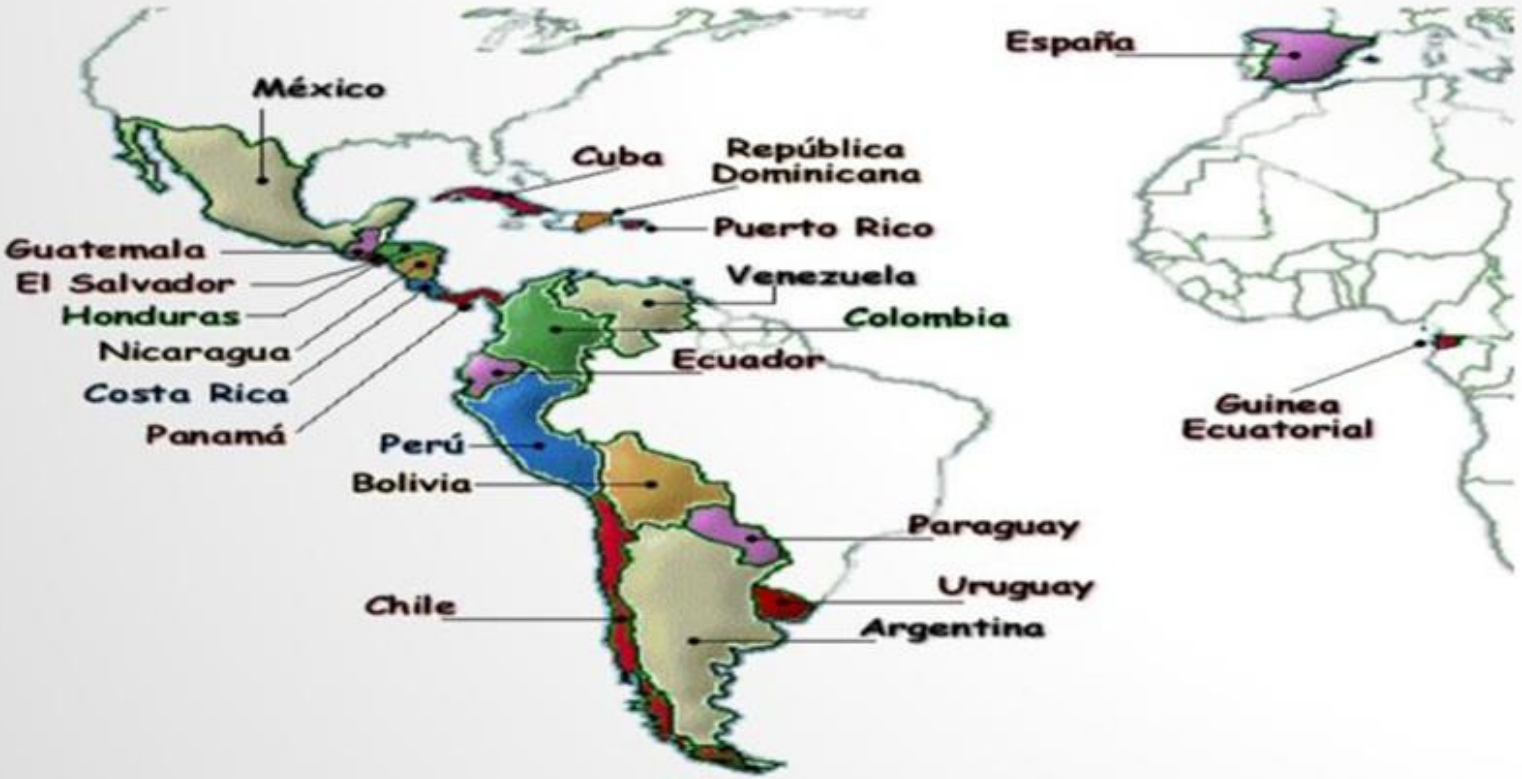 España
México
Cuba
República
Dominicana
Puerto Rico
Guatemala
El Salvador
Honduras
Nicaragua
Costa Rica
Panamá
Venezuela
Colombia
Ecuador
Perú
Bolivia
Guinea
Ecuatorial
Paraguay
Uruguay
Chile
Argentina